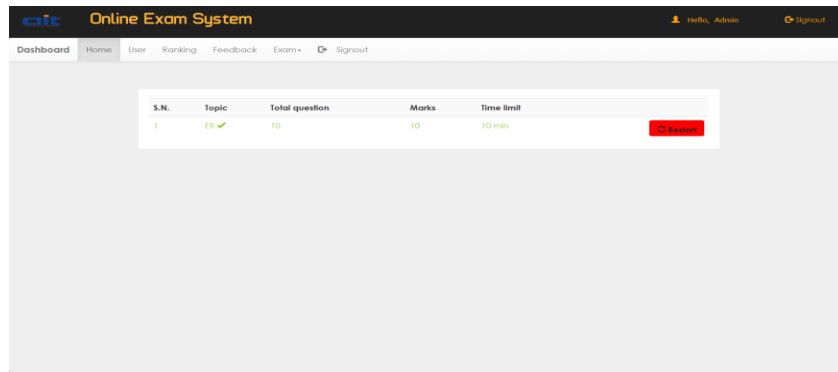 ait Online Exam System Hello, Admin Signout
Dashboard Home User Ranking Feedback Exam Signout
S.N. Topic Total question Marks Time limit
1 10 10 10 min Restart